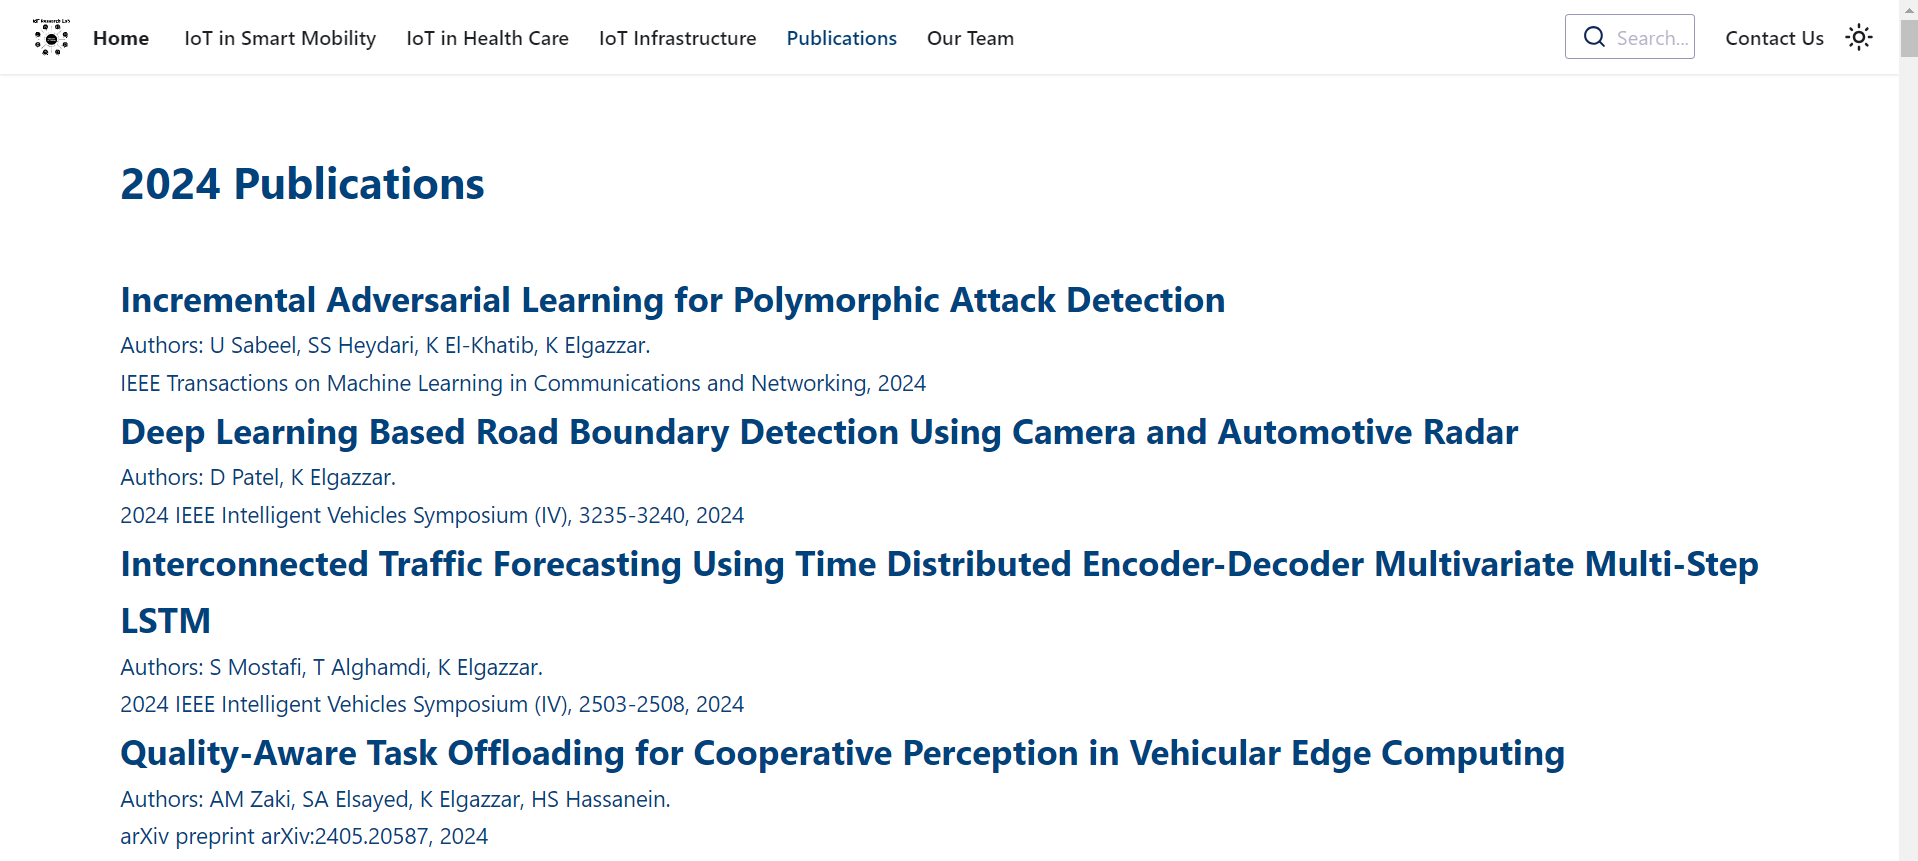 IoT Research Lab
Home IoT in Smart Mobility IoT in Health Care IoT Infrastructure Publications Our Team Search... Contact Us
2024 Publications
Incremental Adversarial Learning for Polymorphic Attack Detection
Authors: U Sabeel, SS Heydari, K El-Khatib, K Elgazzar.
IEEE Transactions on Machine Learning in Communications and Networking, 2024
Deep Learning Based Road Boundary Detection Using Camera and Automotive Radar
Authors: D Patel, K Elgazzar.
2024 IEEE Intelligent Vehicles Symposium (IV), 3235-3240, 2024
Interconnected Traffic Forecasting Using Time Distributed Encoder-Decoder Multivariate Multi-Step
LSTM
Authors: S Mostafi, T Alghamdi, K Elgazzar.
2024 IEEE Intelligent Vehicles Symposium (IV), 2503-2508, 2024
Quality-Aware Task Offloading for Cooperative Perception in Vehicular Edge Computing
Authors: AM Zaki, SA Elsayed, K Elgazzar, HS Hassanein.
arXiv preprint arXiv:2405.20587, 2024